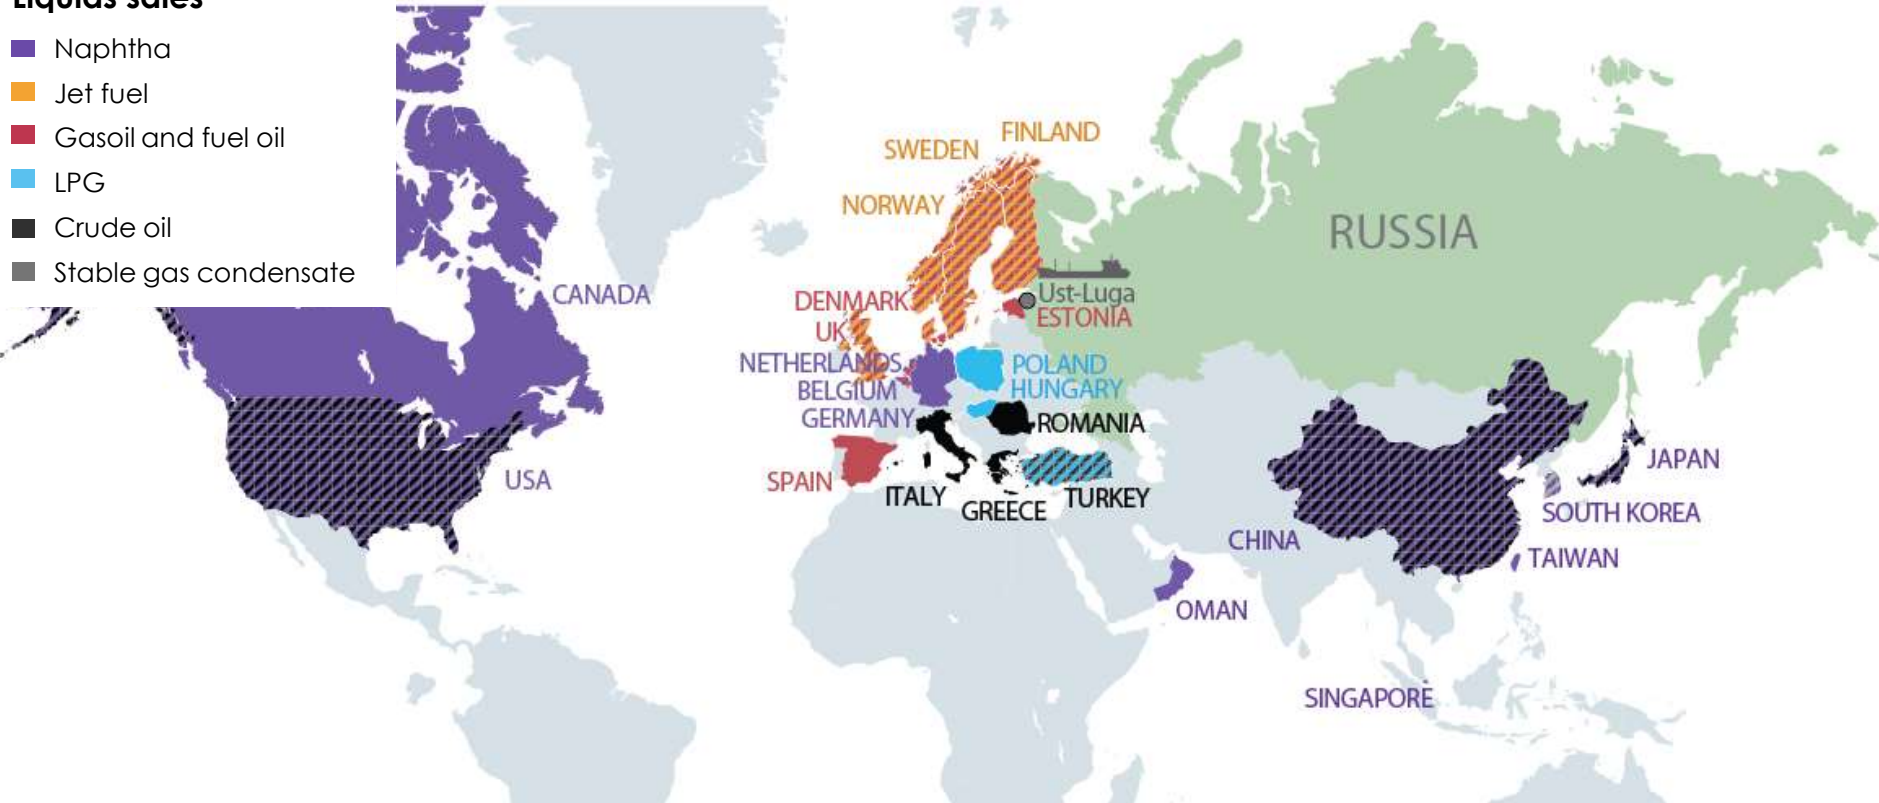 Liquids sales
Naphtha
Jet fuel
Gasoil and fuel oil
LPG
Crude oil
Stable gas condensate
FINLAND
SWEDEN
NORWAY
RUSSIA
CANADA
DENMARK
Ust-Luga
ESTONIA
UK
NETHERLANDS
POLAND
BELGIUM
HUNGARY
GERMANY
ROMANIA
USA
SPAIN
ITALY
GREECE
TURKEY
JAPAN
SOUTH KOREA
CHINA
TAIWAN
OMAN
SINGAPORE